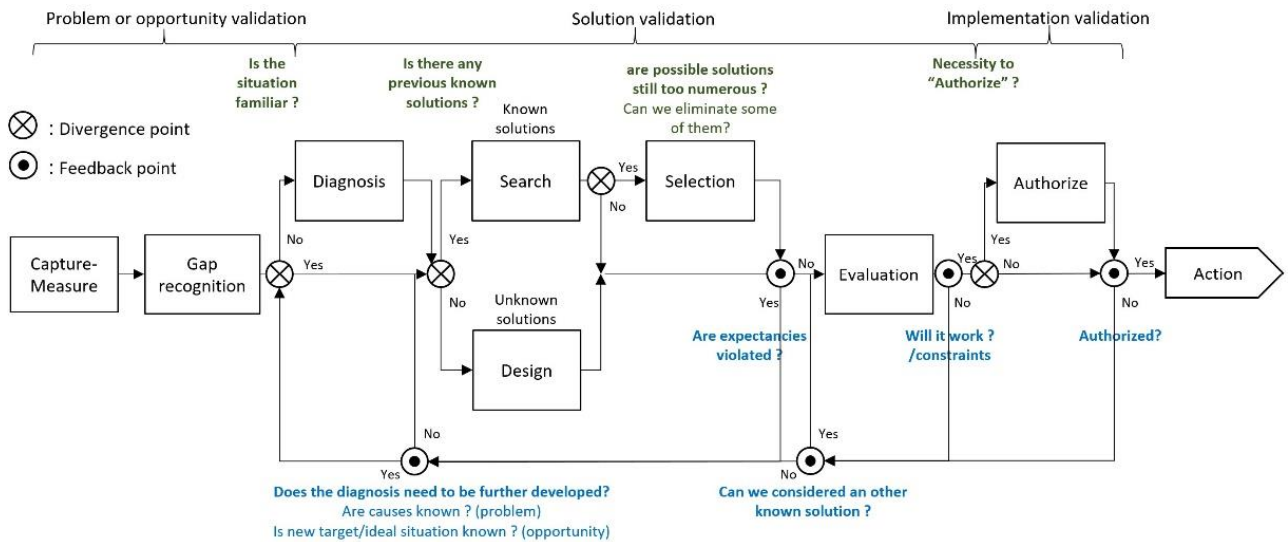 Problem or opportunity validation
Solution validation
Implementation validation
Is the
situation
familiar ?
Is there any
previous known
solutions ?
are possible solutions
still too numerous ?
Can we eliminate some
of them?
Necessity to
“Authorize” ?
: Divergence point
: Feedback point
Known
solutions
Diagnosis
Search
Yes
No
Selection
Authorize
No
Yes
Yes
Capture-
Measure
Gap
recognition
Yes
No
Unknown
solutions
Design
No
Yes
Evaluation
Yes
No
No
Yes
No
Action
Are expectancies
violated ?
Will it work ?
/constraints
Authorized?
No
Yes
Yes
No
Does the diagnosis need to be further developed?
Are causes known ? (problem)
Is new target/ideal situation known ? (opportunity)
Can we considered an other
known solution ?